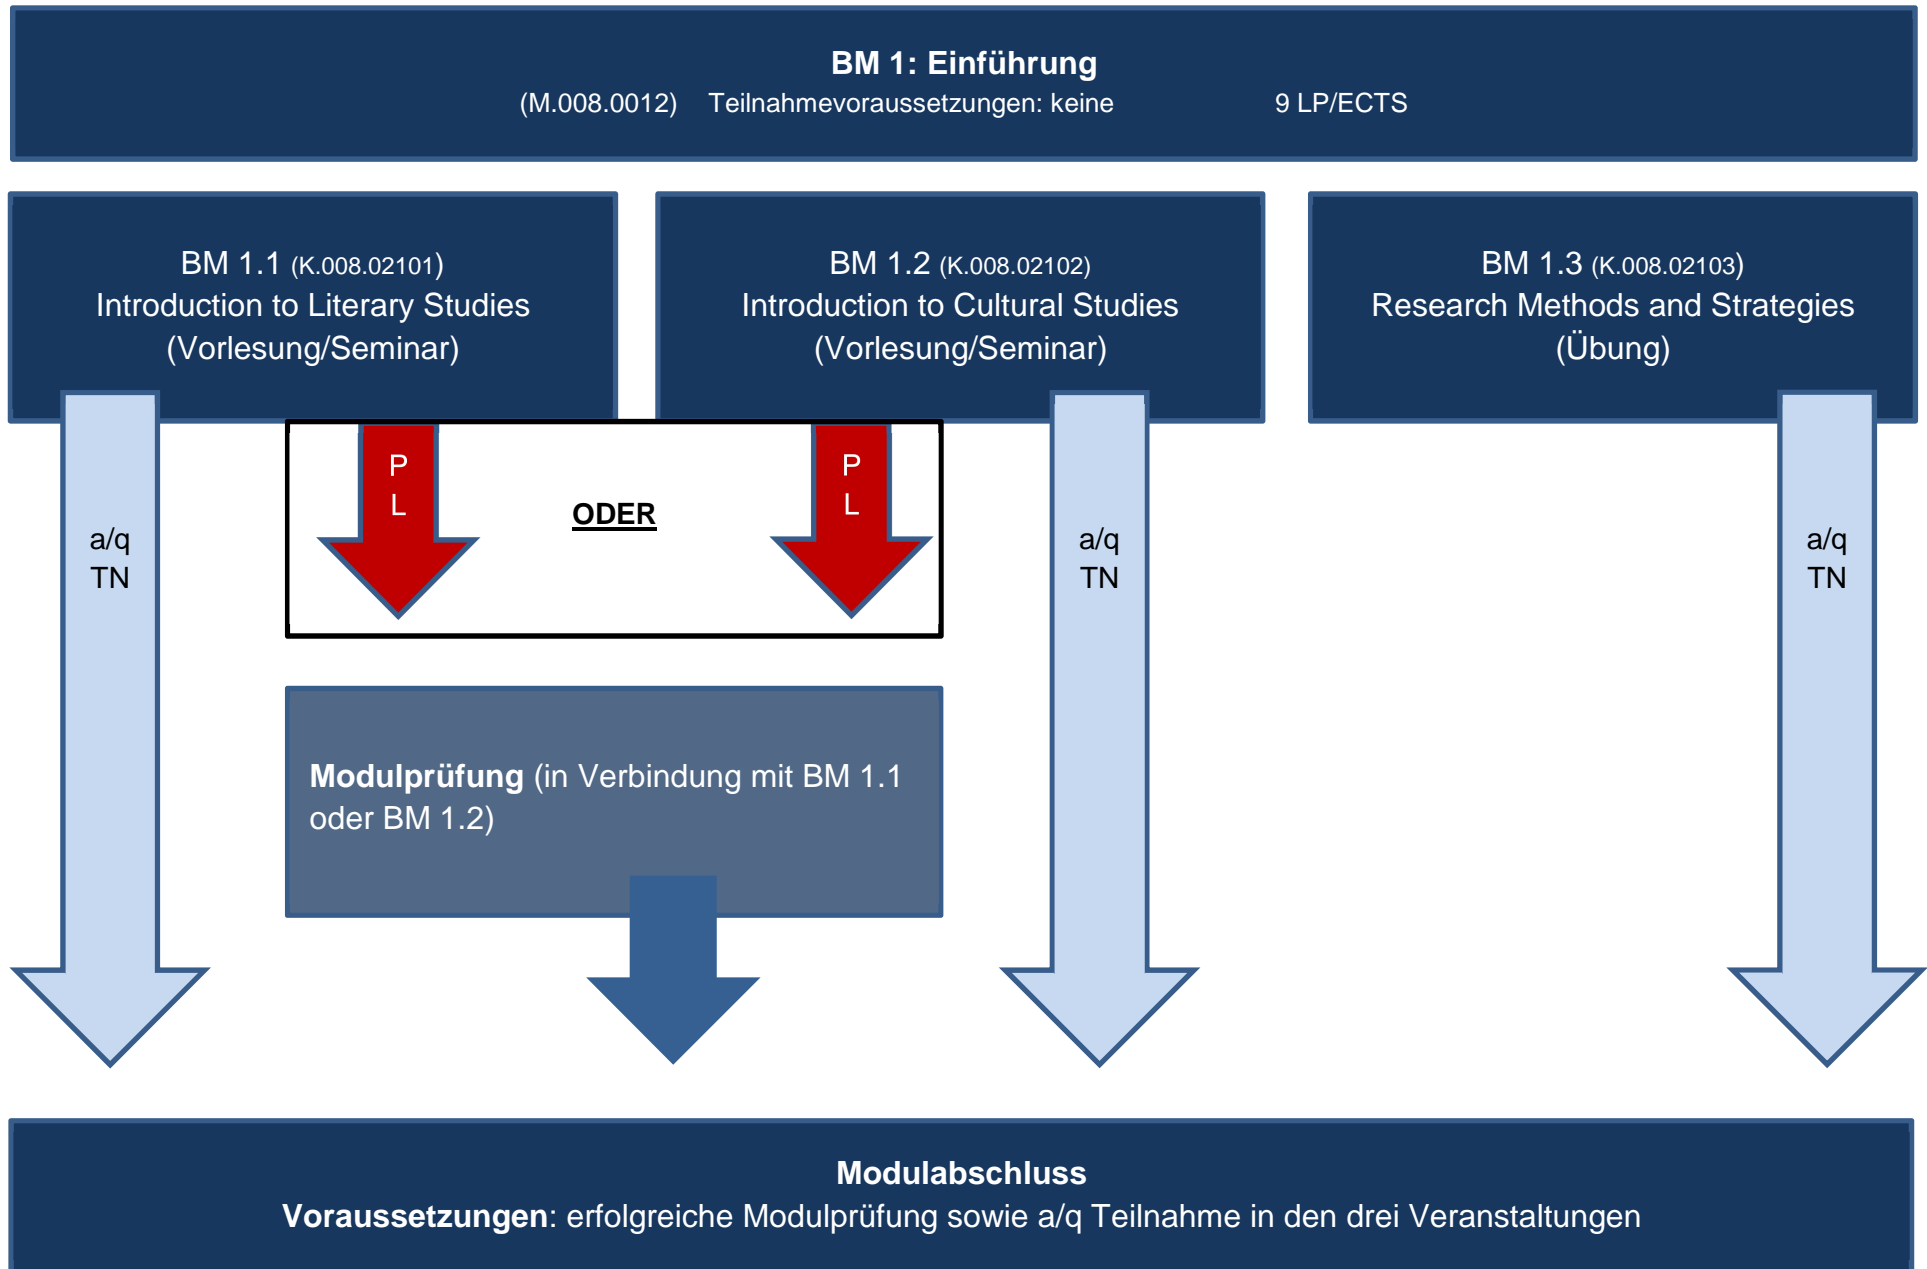 BM 1: Einführung
(M.008.0012) Teilnahmevoraussetzungen: keine 9 LP/ECTS
BM 1.1 (K.008.02101)
Introduction to Literary Studies
(Vorlesung/Seminar)
BM 1.2 (K.008.02102)
Introduction to Cultural Studies
(Vorlesung/Seminar)
BM 1.3 (K.008.02103)
Research Methods and Strategies
(Übung)
a/q
TN
P
L
ODER
P
L
a/q
TN
a/q
TN
Modulprüfung (in Verbindung mit BM 1.1
oder BM 1.2)
Modulabschluss
Voraussetzungen: erfolgreiche Modulprüfung sowie a/q Teilnahme in den drei Veranstaltungen